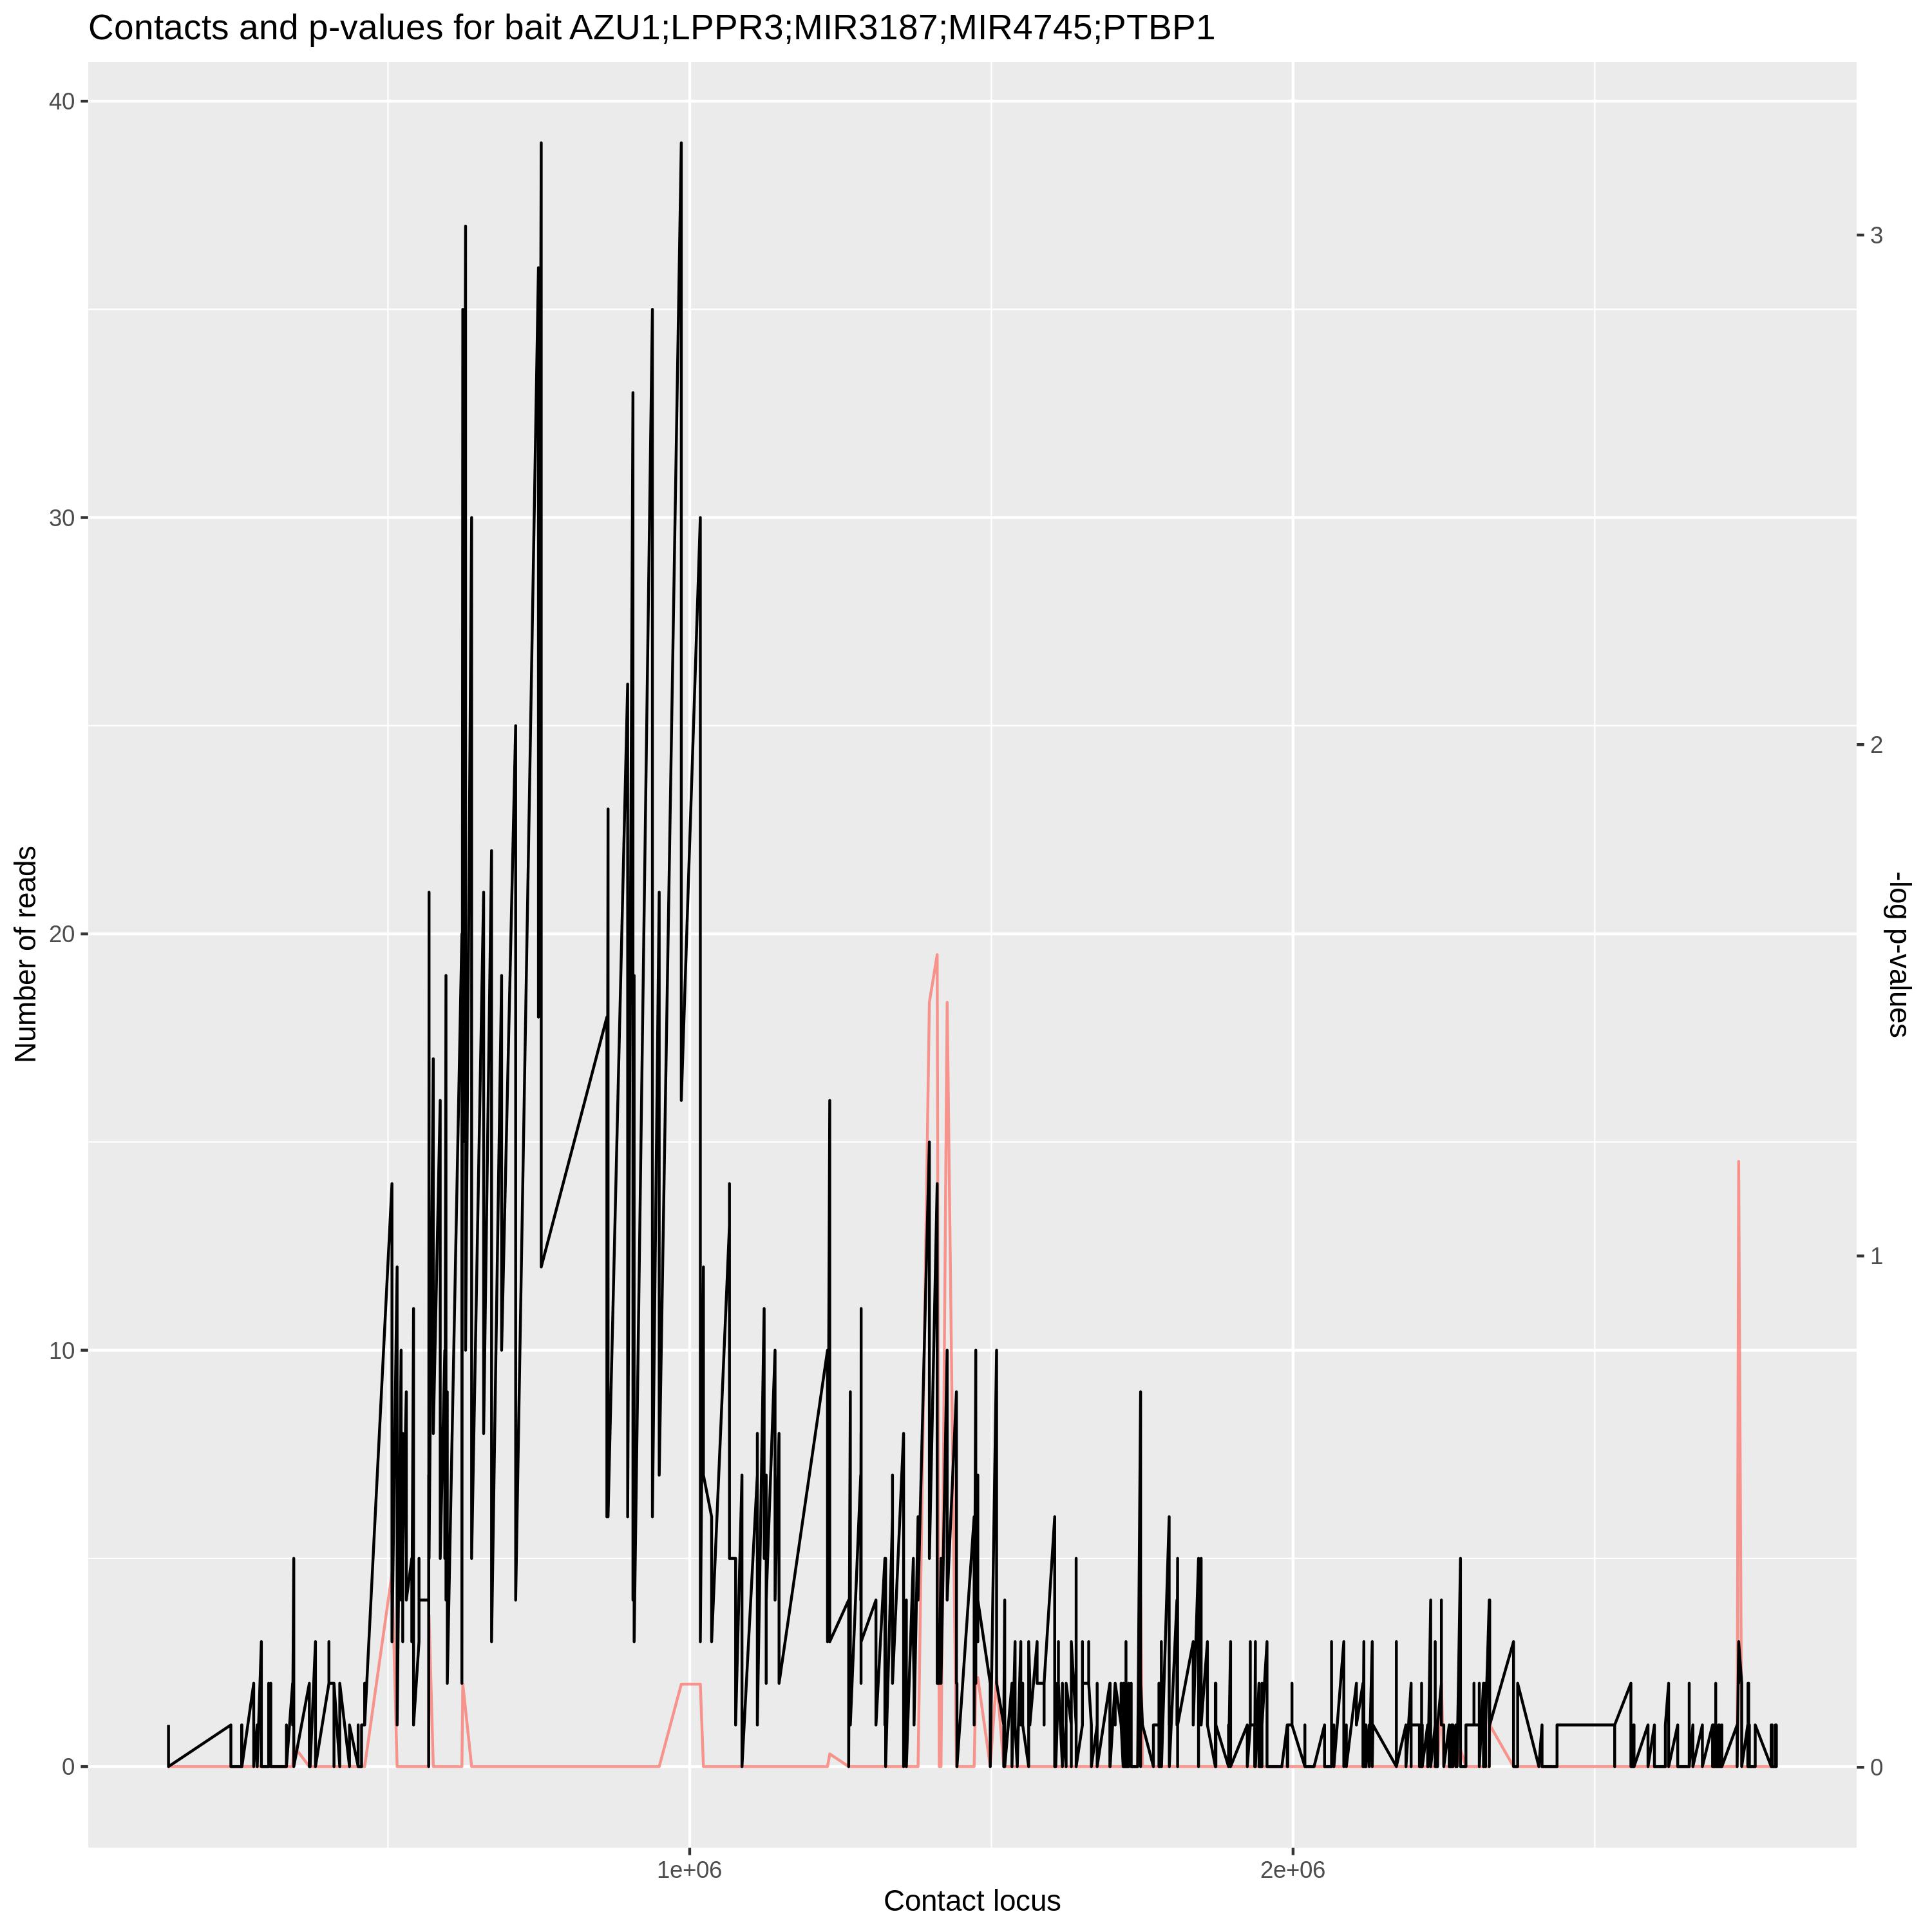 Contacts and p-values for bait AZU1;LPPR3;MIR3187;MIR4745;PTBP1
40
30
20
10
0
Number of reads
3
2
1
0
-log p-values
1e+06
2e+06
Contact locus